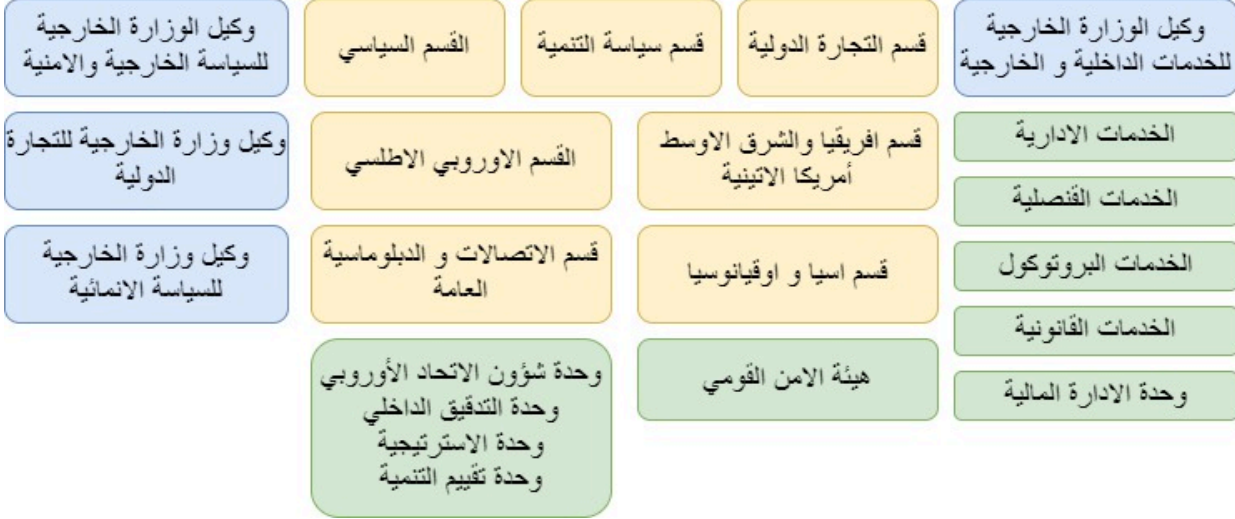 وكيل الوزارة الخارجية
للخدمات الداخلية و الخارجية
قسم التجارة الدولية
قسم سياسة التنمية
القسم السياسي
وكيل الوزارة الخارجية
للسياسة الخارجية والامنية
الخدمات الادارية
الخدمات القنصلية
الخدمات البروتوكول
الخدمات القانونية
وحدة الادارة المالية
قسم افريقيا والشرق الاوسط
أمريكا الاتينية
القسم الاوروبي الاطلسي
وكيل وزارة الخارجية للتجارة
الدولية
قسم اسيا و اوقيانوسيا
قسم الاتصالات و الدبلوماسية
العامة
وكيل وزارة الخارجية
للسياسة الانمائية
هيئة الامن القومي
وحدة شؤون الاتحاد الأوروبي
وحدة التدقيق الداخلي
وحدة الاسترتيجية
وحدة تقييم التنمية